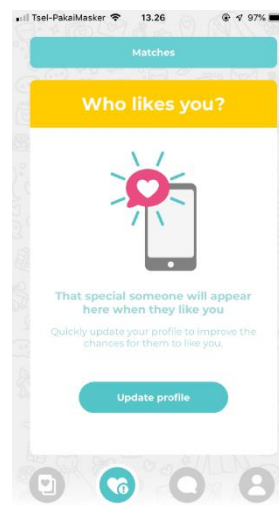 Tsel-PakaiMasker 13.26 97%
Matches
Who likes you?
That special someone will appear
here when they like you
Quickly update your profile to improve the
chances for them to like you.
Update profile